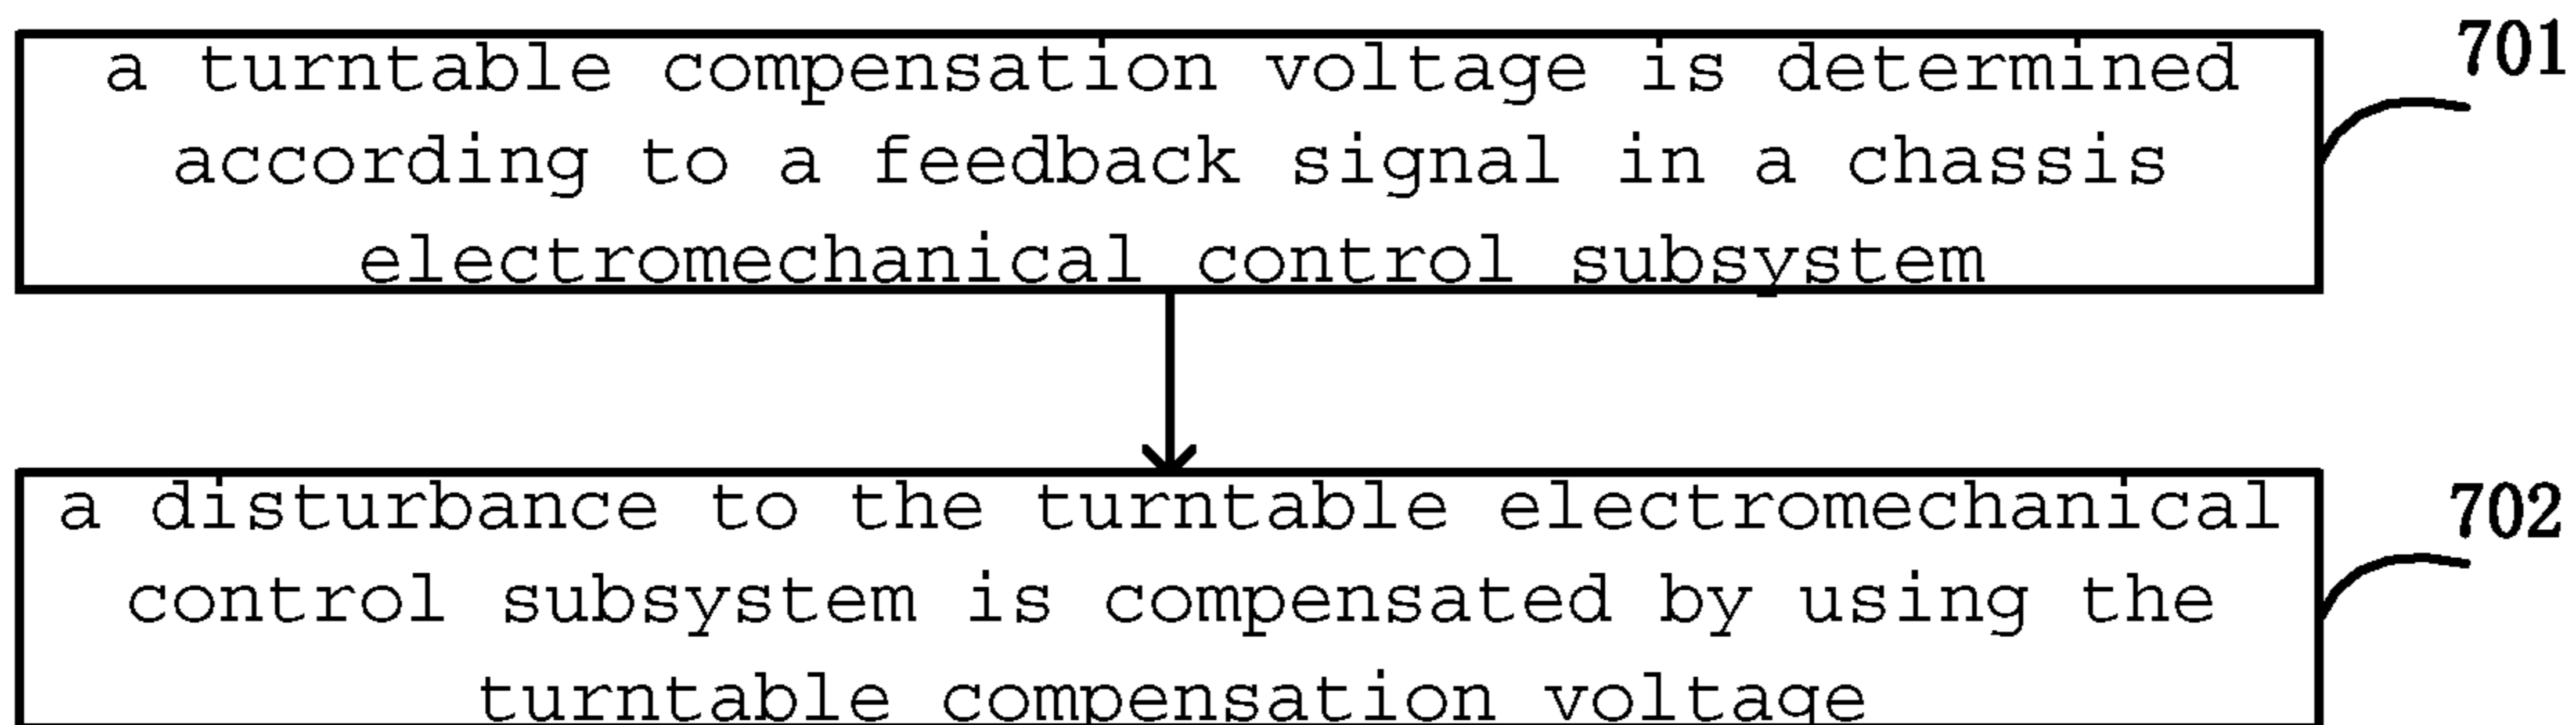 a turntable compensation voltage is determined
701
according to a feedback signal in a chassis
electromechanical control subsystem
a disturbance to the turntable electromechanical
702
control subsystem is compensated by using the
turntable compensation voltage